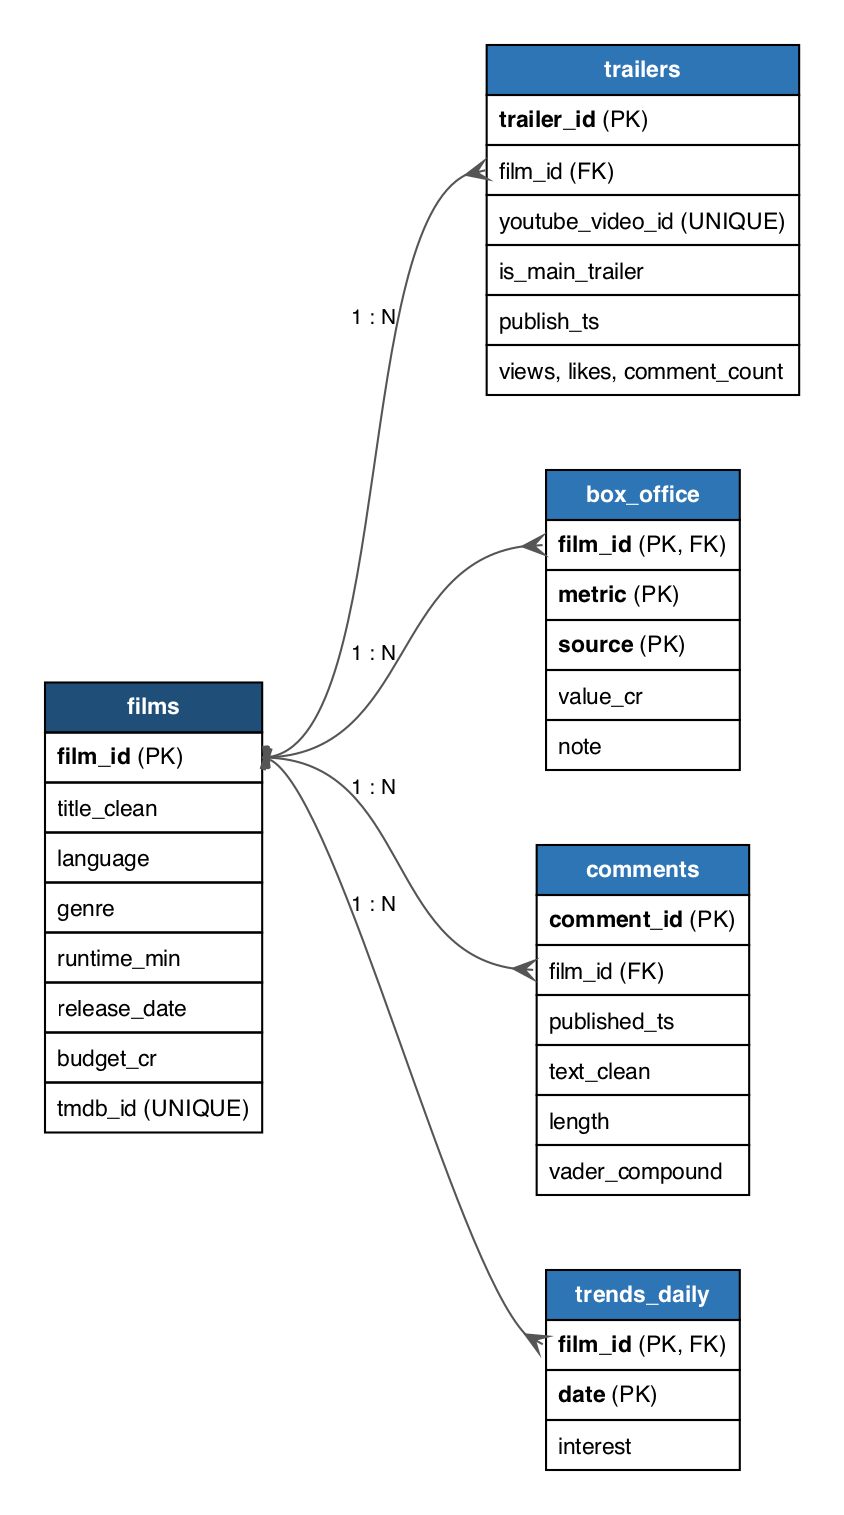 trailers
trailer_id (PK)
film_id (FK)
youtube_video_id (UNIQUE)
is_main_trailer
publish_ts
views, likes, comment_count
1 : N
box_office
film_id (PK, FK)
metric (PK)
source (PK)
value_cr
note
1 : N
films
film_id (PK)
title_clean
language
genre
runtime_min
release_date
budget_cr
tmdb_id (UNIQUE)
1 : N
comments
comment_id (PK)
film_id (FK)
published_ts
text_clean
length
vader_compound
1 : N
trends_daily
film_id (PK, FK)
date (PK)
interest